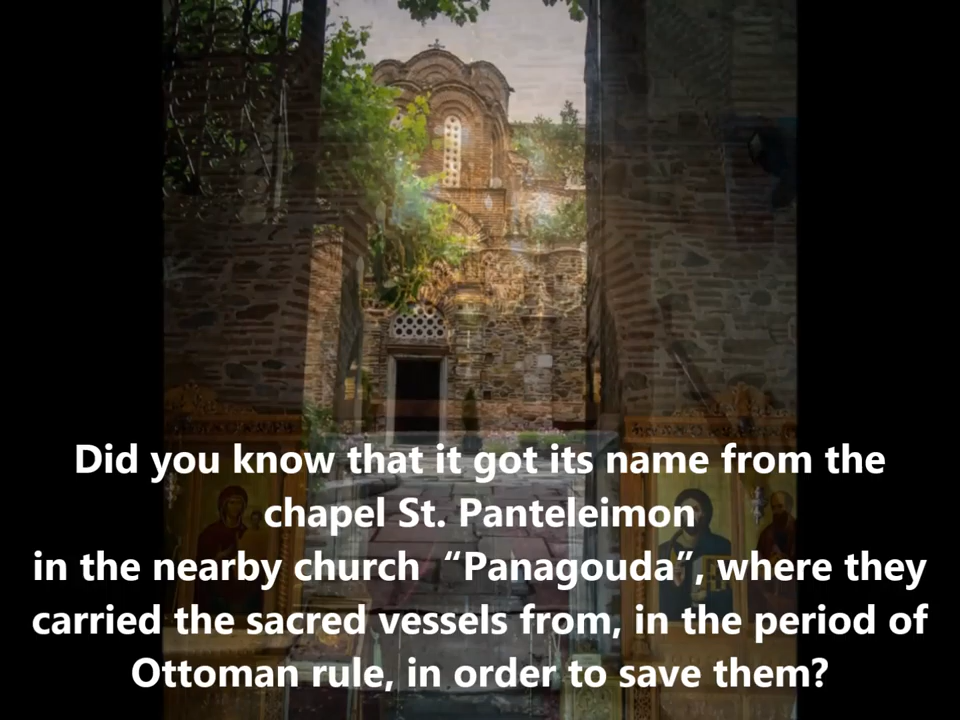 Did you know that it got its name from the
chapel St. Panteleimon
in the nearby church “Panagouda”, where they
carried the sacred vessels from, in the period of
Ottoman rule, in order to save them?